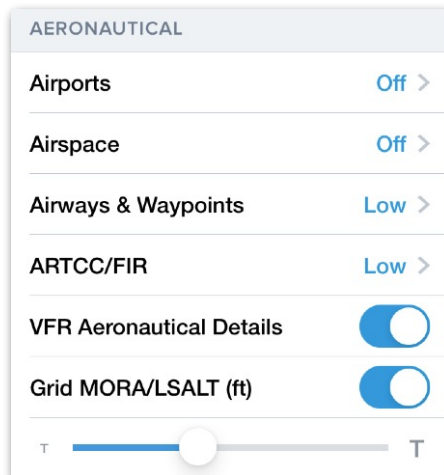 AERONAUTICAL
Airports Off
Airspace Off
Airways & Waypoints Low
ARTCC/FIR Low
VFR Aeronautical Details
Grid MORA/LSALT (ft)
T T